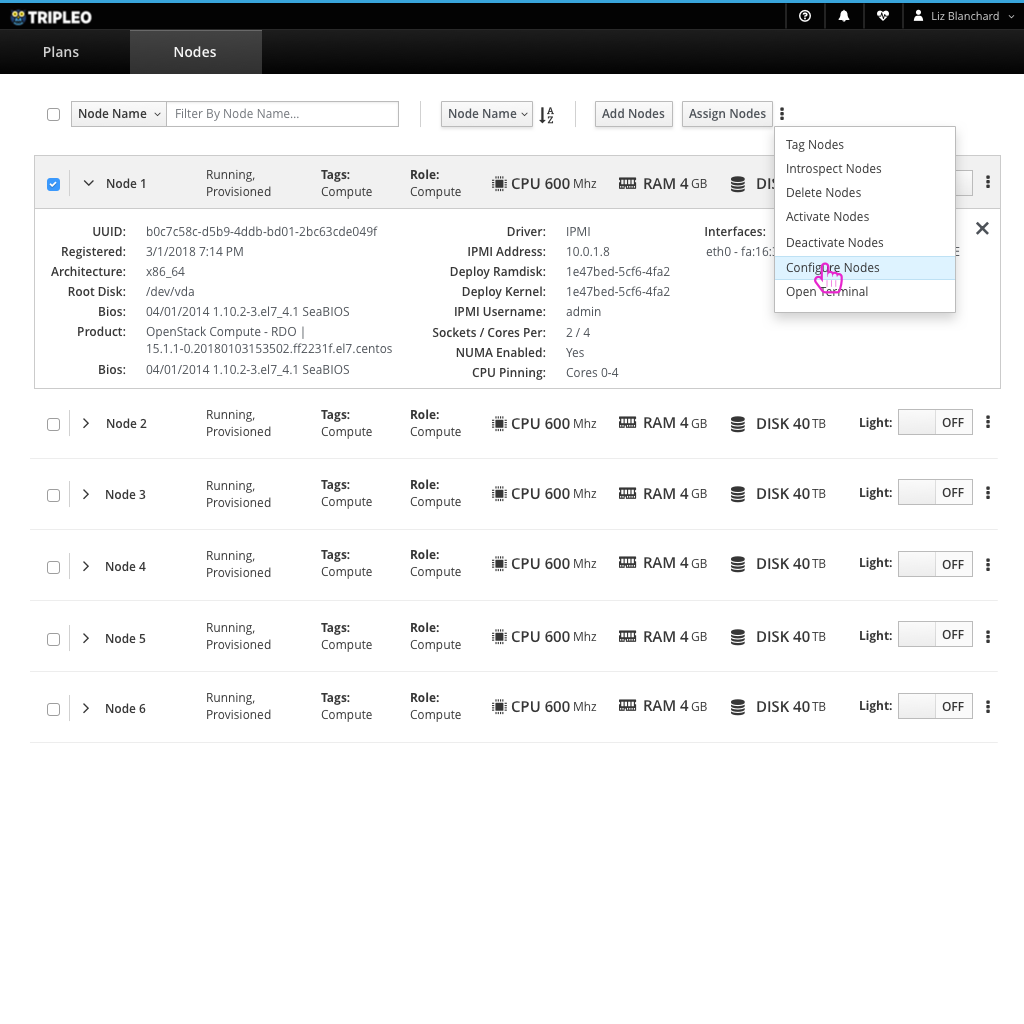 TRIPLEO
Liz Blanchard
Plans
Nodes
Node Name
Filter By Node Name...
Node Name
A
Z
Add Nodes
Assign Nodes
Tag Nodes
Introspect Nodes
Delete Nodes
Activate Nodes
Deactivate Nodes
Configure Nodes
Open Terminal
Node 1
Running,
Provisioned
Tags:
Compute
Role:
Compute
CPU 600 Mhz
RAM 4 GB
UUID: b0c7c58c-d5b9-4ddb-bd01-2bc63cde049f
Registered: 3/1/2018 7:14 PM
Architecture: x86_64
Root Disk: /dev/vda
Bios: 04/01/2014 1.10.2-3.el7_4.1 SeaBIOS
Product: OpenStack Compute - RDO |
15.1.1-0.20180103153502.ff2231f.el7.centos
Bios: 04/01/2014 1.10.2-3.el7_4.1 SeaBIOS
Driver: IPMI
IPMI Address: 10.0.1.8
Deploy Ramdisk: 1e47bed-5cf6-4fa2
Deploy Kernel: 1e47bed-5cf6-4fa2
IPMI Username: admin
Sockets / Cores Per: 2 / 4
NUMA Enabled: Yes
CPU Pinning: Cores 0-4
Interfaces:
eth0 - fa:16:
Node 2
Running,
Provisioned
Tags:
Compute
Role:
Compute
CPU 600 Mhz
RAM 4 GB
DISK 40 TB
Light:
OFF
Node 3
Running,
Provisioned
Tags:
Compute
Role:
Compute
CPU 600 Mhz
RAM 4 GB
DISK 40 TB
Light:
OFF
Node 4
Running,
Provisioned
Tags:
Compute
Role:
Compute
CPU 600 Mhz
RAM 4 GB
DISK 40 TB
Light:
OFF
Node 5
Running,
Provisioned
Tags:
Compute
Role:
Compute
CPU 600 Mhz
RAM 4 GB
DISK 40 TB
Light:
OFF
Node 6
Running,
Provisioned
Tags:
Compute
Role:
Compute
CPU 600 Mhz
RAM 4 GB
DISK 40 TB
Light:
OFF